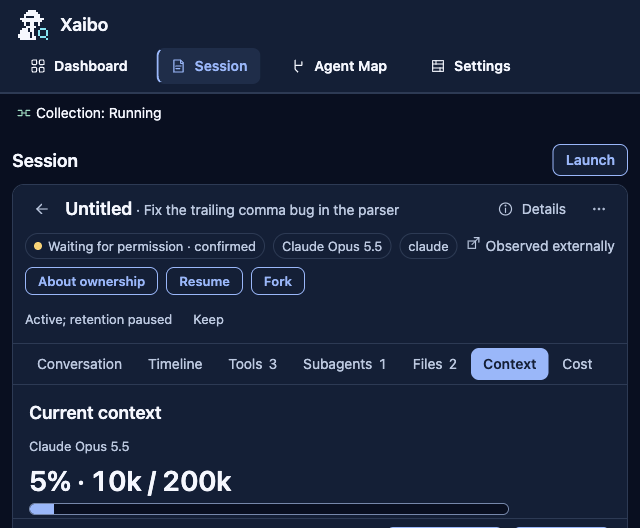 Xaibo
Dashboard Session Agent Map Settings
Collection: Running
Session Launch
Untitled · Fix the trailing comma bug in the parser Details ···
Waiting for permission · confirmed Claude Opus 5.5 claude Observed externally
About ownership Resume Fork
Active; retention paused Keep
Conversation Timeline Tools 3 Subagents 1 Files 2 Context Cost
Current context
Claude Opus 5.5
5% · 10k / 200k